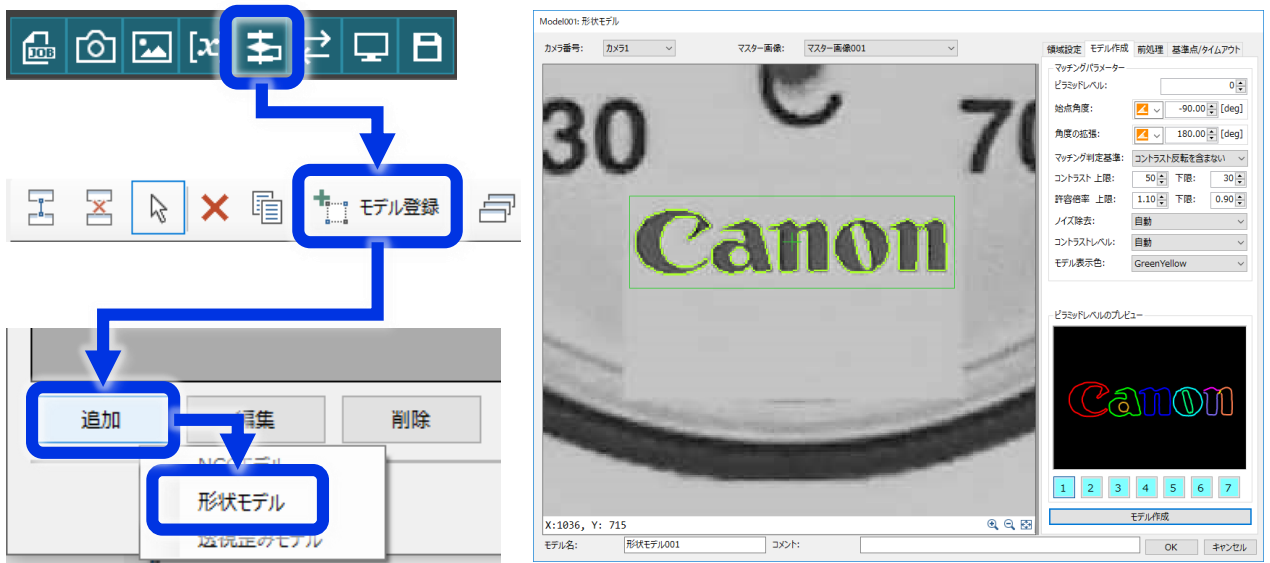 JOB
[x
モデル登録
追加
編集
削除
NCCモデル
形状モデル
透視歪みモデル
Model001: 形状モデル
カメラ番号: カメラ1 マスター画像: マスター画像001
領域設定 モデル作成 前処理 基準点/タイムアウト
マッチングパラメーター
ピラミッドレベル: 0
始点角度: -90.00 [deg]
角度の拡張: 180.00 [deg]
マッチング判定基準: コントラスト反転を含まない
コントラスト 上限: 50 下限: 30
許容倍率 上限: 1.10 下限: 0.90
ノイズ除去: 自動
コントラストレベル: 自動
モデル表示色: GreenYellow
30
C
70
Canon
ピラミッドレベルのプレビュー
Canon
1 2 3 4 5 6 7
モデル作成
X:1036, Y: 715
モデル名: 形状モデル001 コメント:
OK キャンセル